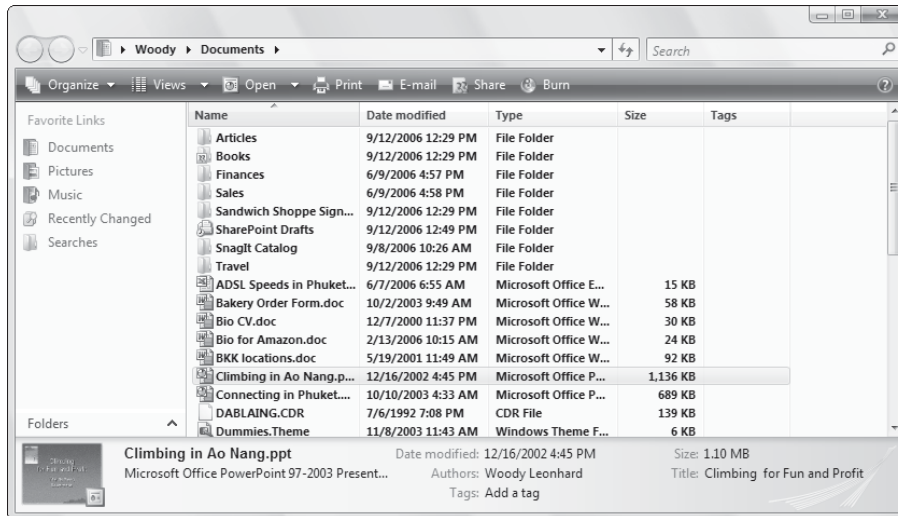 Woody Documents Search
Organize Views Open Print E-mail Share Burn
Favorite Links
Documents
Pictures
Music
Recently Changed
Searches
Folders
Name Date modified Type Size Tags
Articles 9/12/2006 12:29 PM File Folder
Books 9/12/2006 12:29 PM File Folder
Finances 6/9/2006 4:57 PM File Folder
Sales 6/9/2006 4:58 PM File Folder
Sandwich Shoppe Sign... 9/12/2006 12:29 PM File Folder
SharePoint Drafts 9/12/2006 12:49 PM File Folder
SnagIt Catalog 9/8/2006 10:26 AM File Folder
Travel 9/12/2006 12:29 PM File Folder
ADSL Speeds in Phuket... 6/7/2006 6:55 AM Microsoft Office E... 15 KB
Bakery Order Form.doc 10/2/2003 9:49 AM Microsoft Office W... 58 KB
Bio CV.doc 12/7/2000 11:37 PM Microsoft Office W... 30 KB
Bio for Amazon.doc 2/13/2006 10:15 AM Microsoft Office W... 24 KB
BKK locations.doc 5/19/2001 11:49 AM Microsoft Office W... 92 KB
Climbing in Ao Nang.p... 12/16/2002 4:45 PM Microsoft Office P... 1,136 KB
Connecting in Phuket.... 10/10/2003 4:33 AM Microsoft Office P... 689 KB
DABLAING.CDR 7/6/1992 7:08 PM CDR File 139 KB
Dummies.Theme 11/8/2003 11:43 AM Windows Theme F... 6 KB
Climbing in Ao Nang.ppt Date modified: 12/16/2002 4:45 PM Size: 1.10 MB
Microsoft Office PowerPoint 97-2003 Present... Authors: Woody Leonhard Title: Climbing for Fun and Profit
Tags: Add a tag
Climbing
for Fun and Profit